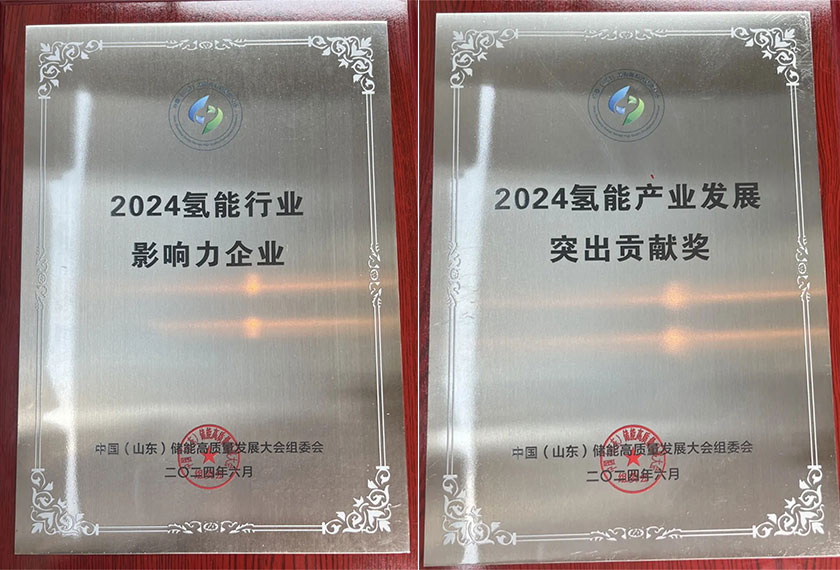 2024氢能行业
影响力企业
中国（山东）储能高质量发展大会组委会
二〇二四年六月
2024氢能产业发展
突出贡献奖
中国（山东）储能高质量发展大会组委会
二〇二四年六月